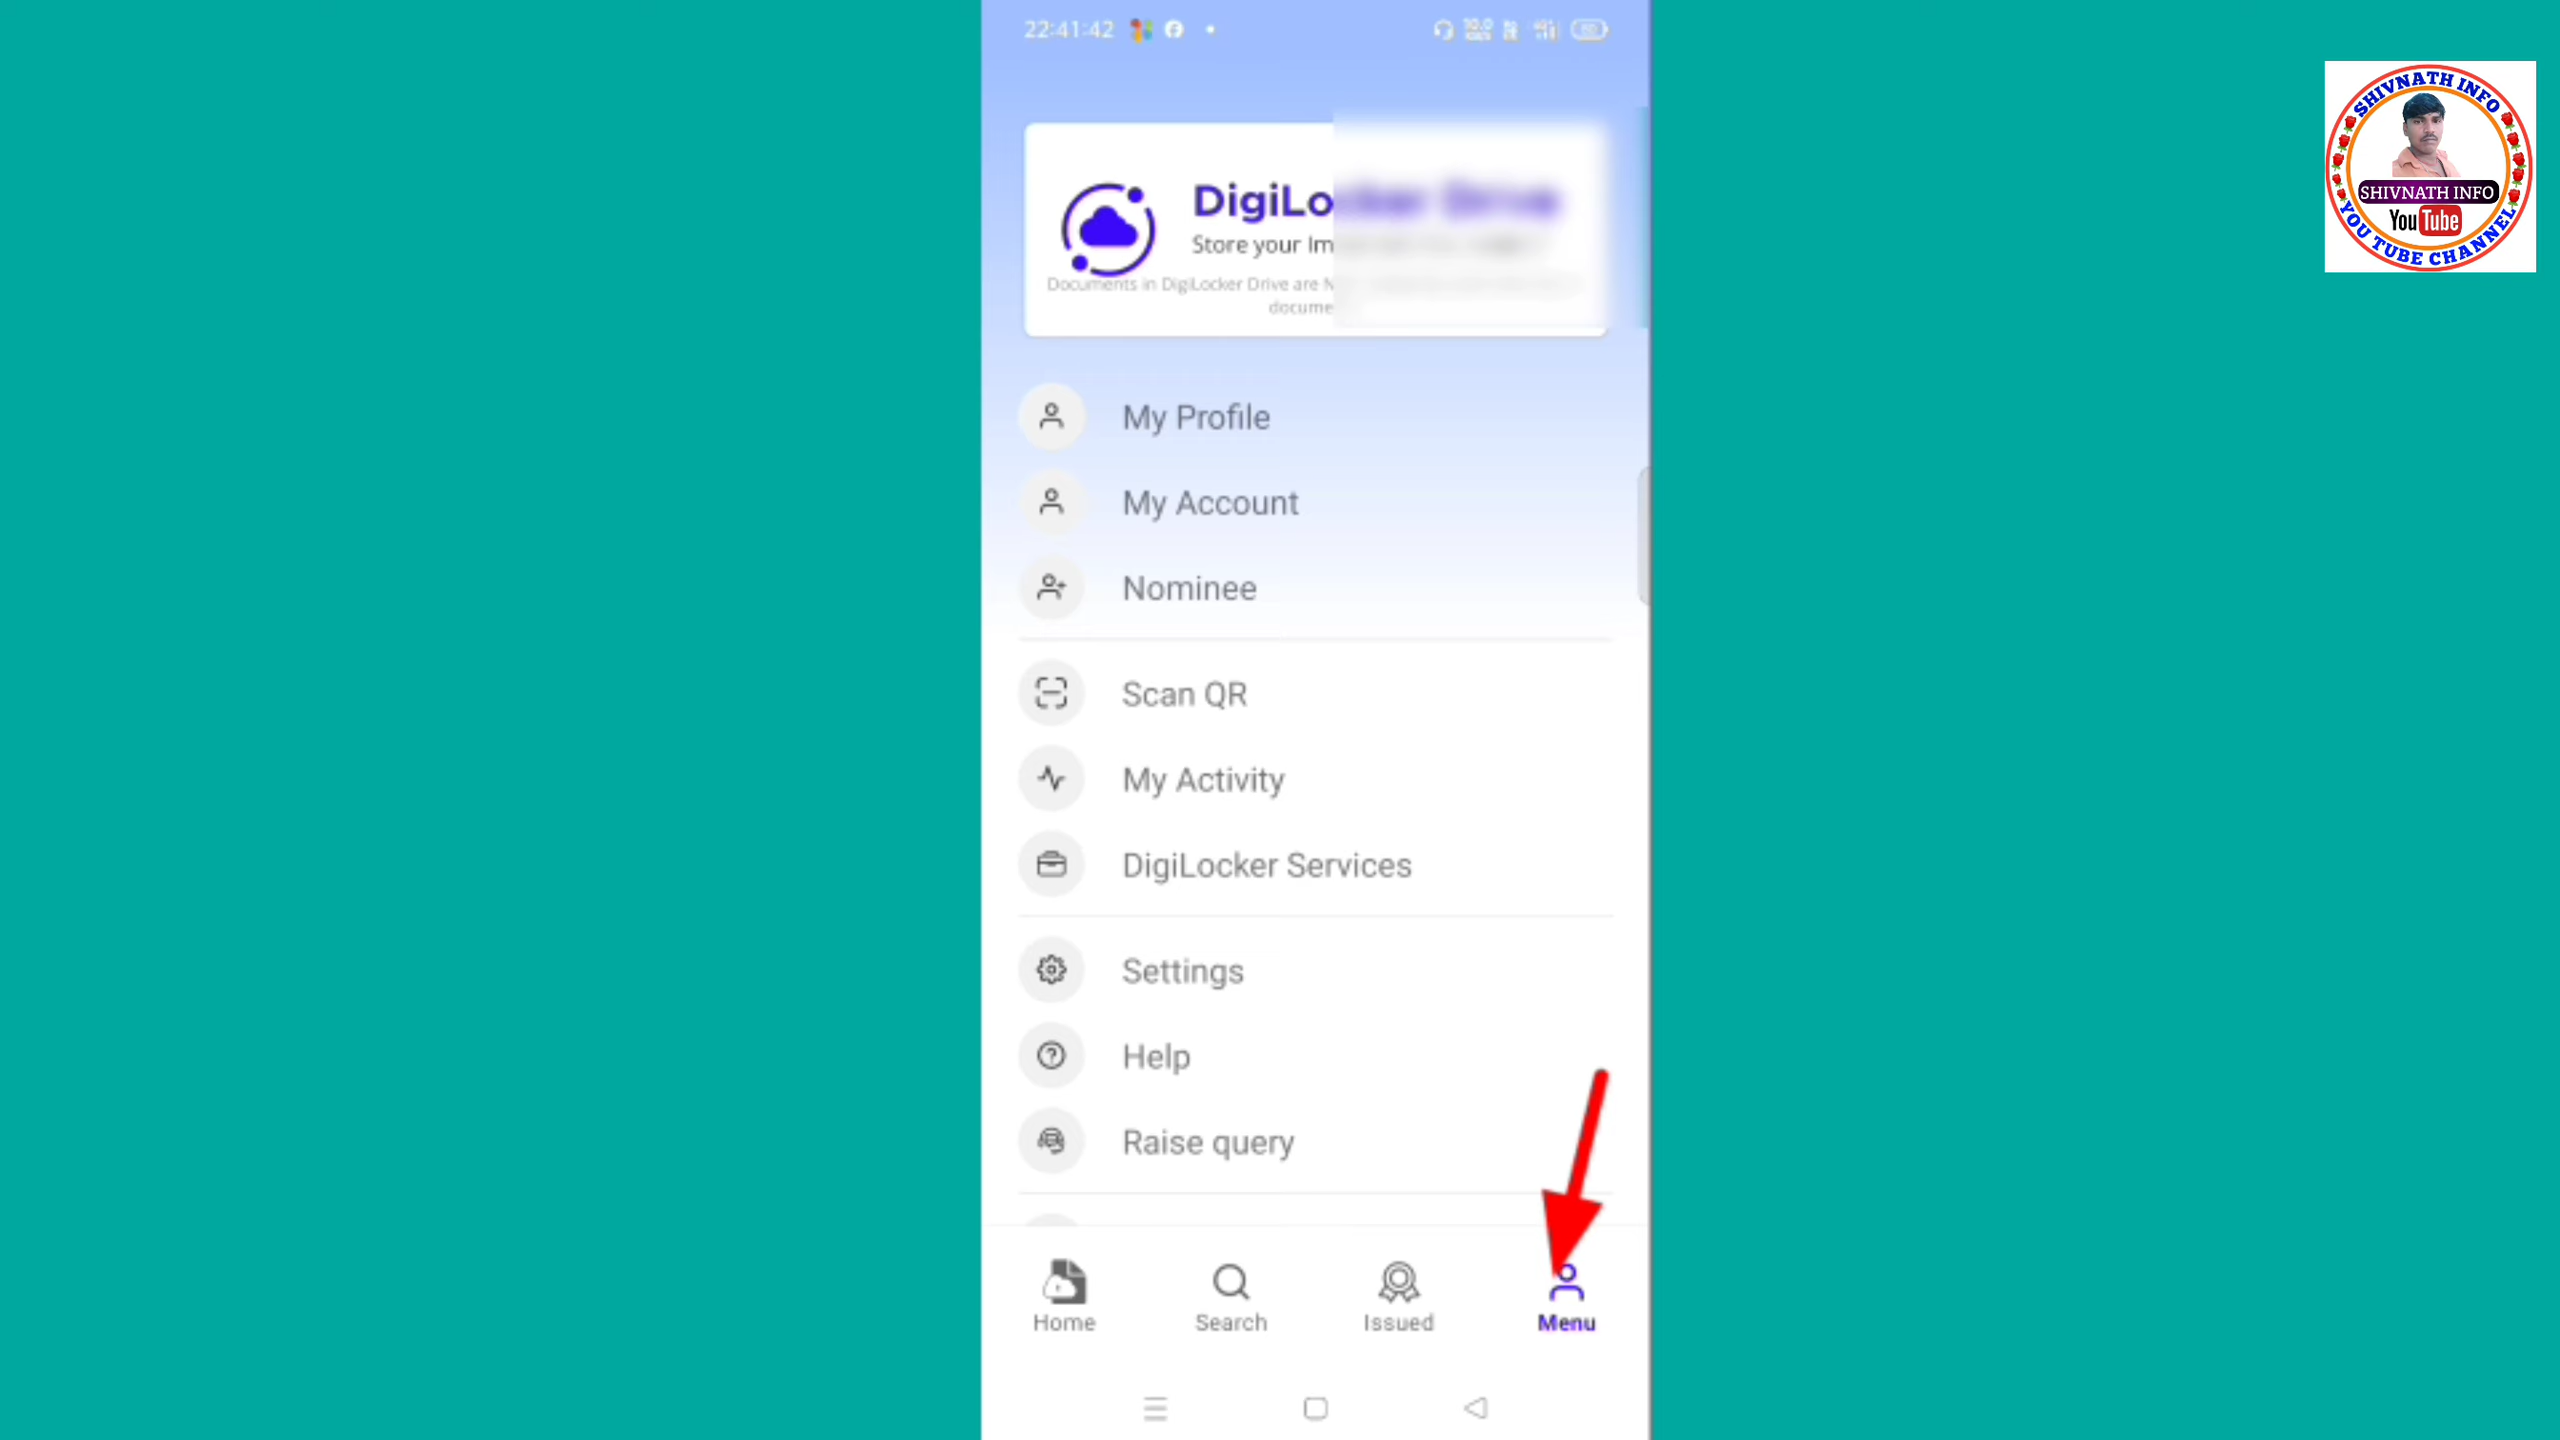 22:41:42
SHIVNATH INFO
SHIVNATH INFO
YouTube
YOU TUBE CHANNEL
DigiLocker Drive
Store your Im
Documents in DigiLocker Drive are N
docume
My Profile
My Account
Nominee
Scan QR
My Activity
DigiLocker Services
Settings
Help
Raise query
Home
Search
Issued
Menu